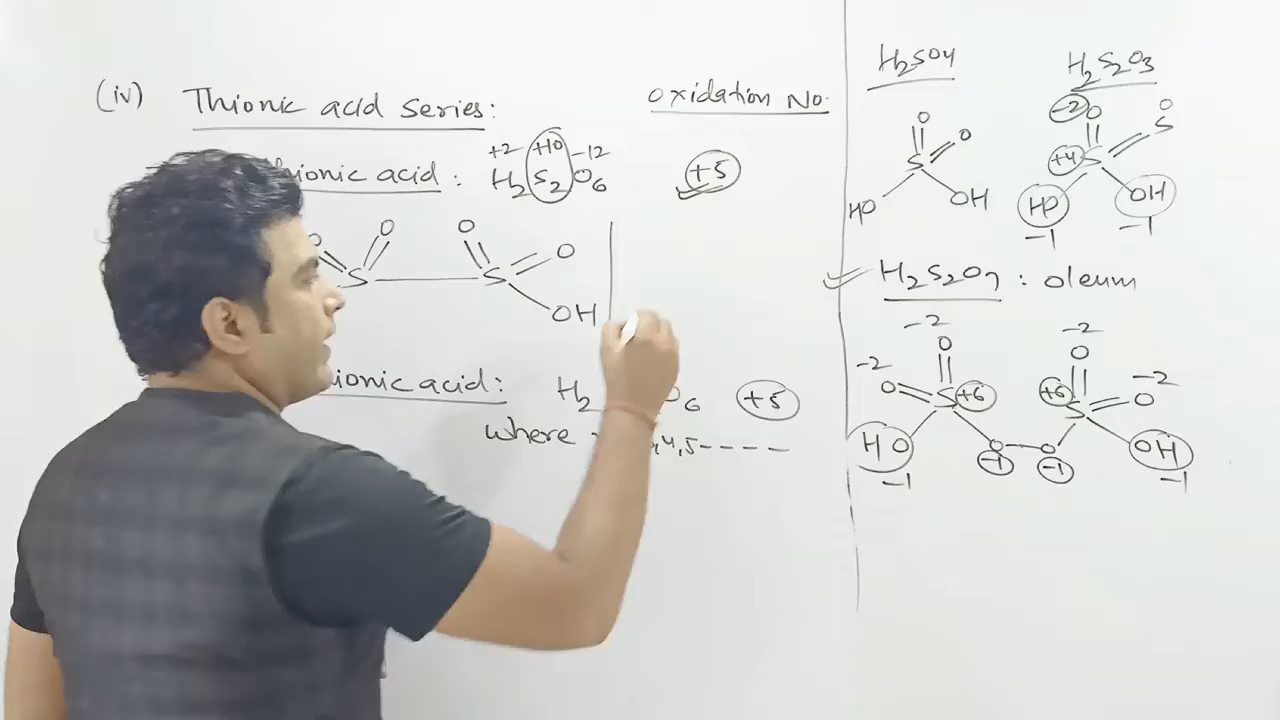 (iv) Thionic acid series: Oxidation No.
+2 +10 -12
ionic acid : H2S2O6 +5
O O O O
S S
OH
ionic acid: H2 O6 +5
where ,4,5----
H2SO4 H2S2O3
-2 O O
O O S
S +4 S
HO OH HO OH
-1 -1
H2S2O7 : oleum
-2 -2
-2 O O -2
O S +6 +6 S O
HO O O OH
-1 -1 -1 -1